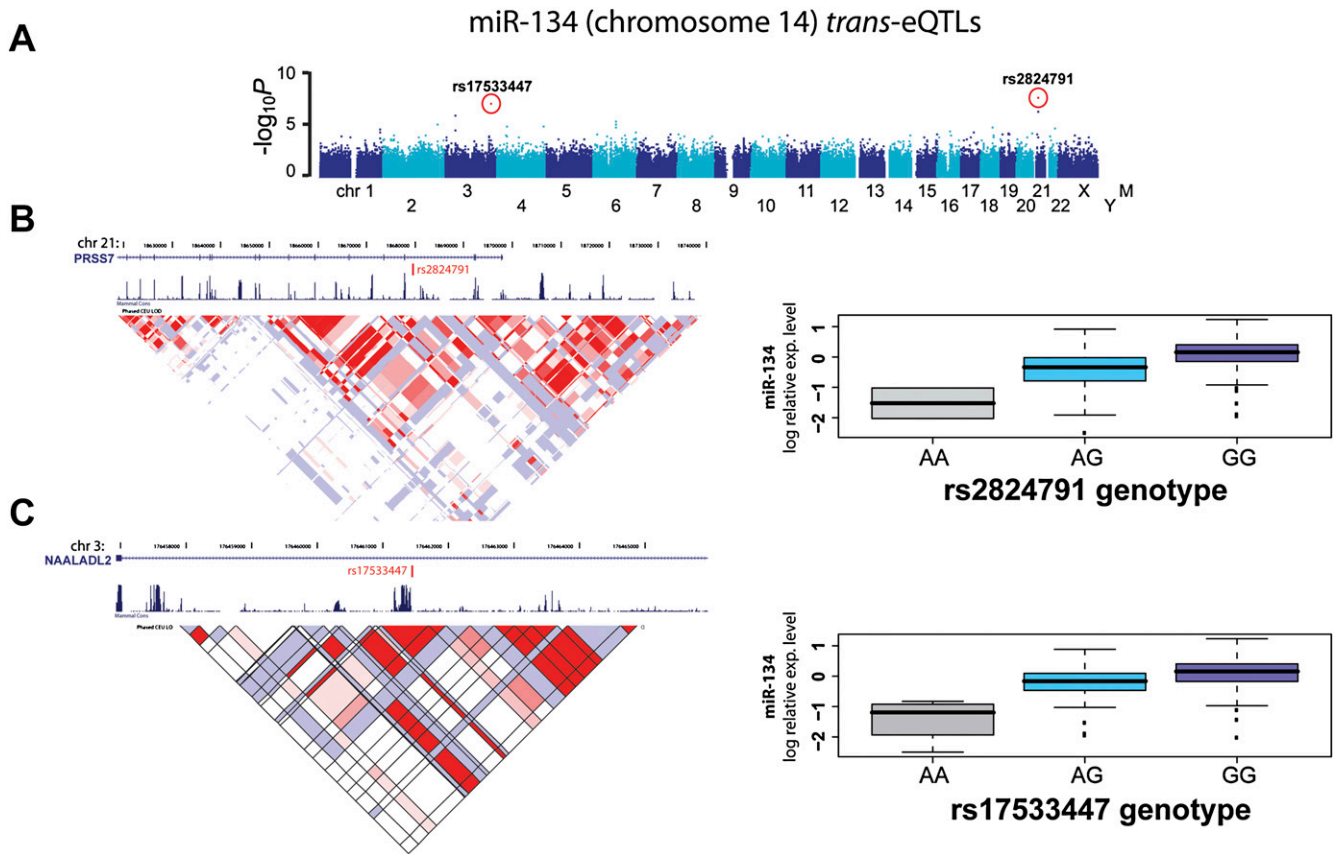 miR-134 (chromosome 14) trans-eQTLs
A
-log10P
10
5
0
rs17533447
rs2824791
chr 1 3 5 7 9 11 13 15 17 19 21 X M
2 4 6 8 10 12 14 16 18 20 22 Y
B
chr 21: 18630000 18640000 18650000 18660000 18670000 18680000 18690000 18700000 18710000 18720000 18730000 18740000
PRSS7
rs2824791
Mammal Cons
Phased CEU LOD
miR-134
log relative exp. level
1
0
-1
-2
AA AG GG
rs2824791 genotype
C
chr 3: 176458000 176459000 176460000 176461000 176462000 176463000 176464000 176465000
NAALADL2
rs17533447
Mammal Cons
Phased CEU LO
miR-134
log relative exp. level
1
0
-1
-2
AA AG GG
rs17533447 genotype